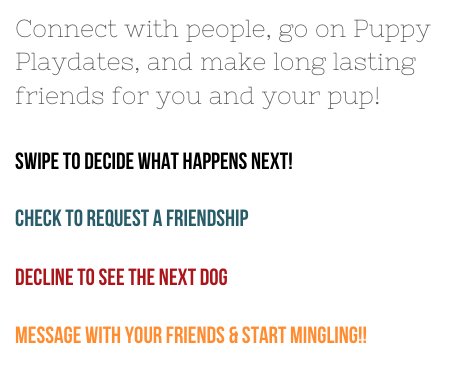 Connect with people, go on Puppy
Playdates, and make long lasting
friends for you and your pup!
SWIPE TO DECIDE WHAT HAPPENS NEXT!
CHECK TO REQUEST A FRIENDSHIP
DECLINE TO SEE THE NEXT DOG
MESSAGE WITH YOUR FRIENDS & START MINGLING!!